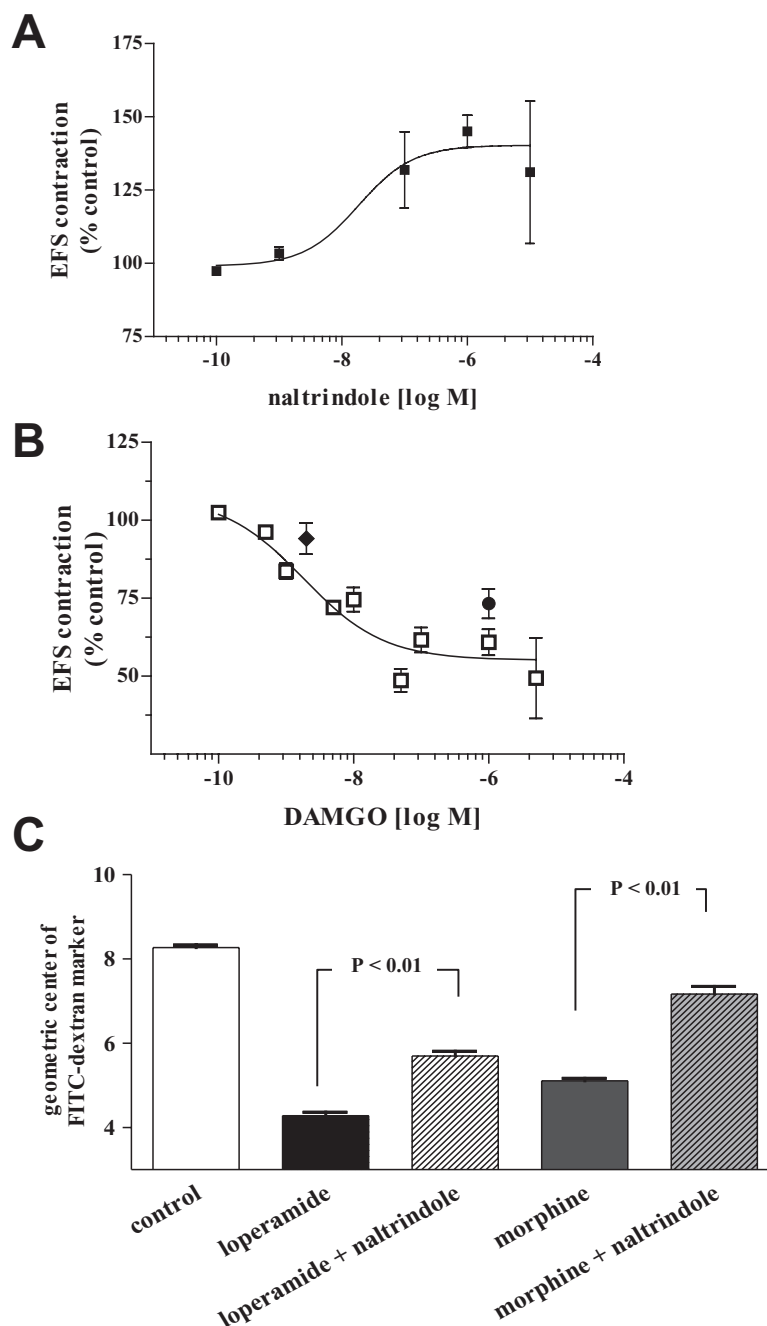 A
175
150
125
100
75
EFS contraction
(% control)
-10
-8
-6
-4
naltrindole [log M]
B
125
100
75
50
EFS contraction
(% control)
-10
-8
-6
-4
DAMGO [log M]
C
10
8
6
4
geometric center of
FITC-dextran marker
P < 0.01
P < 0.01
control
loperamide
loperamide + naltrindole
morphine
morphine + naltrindole